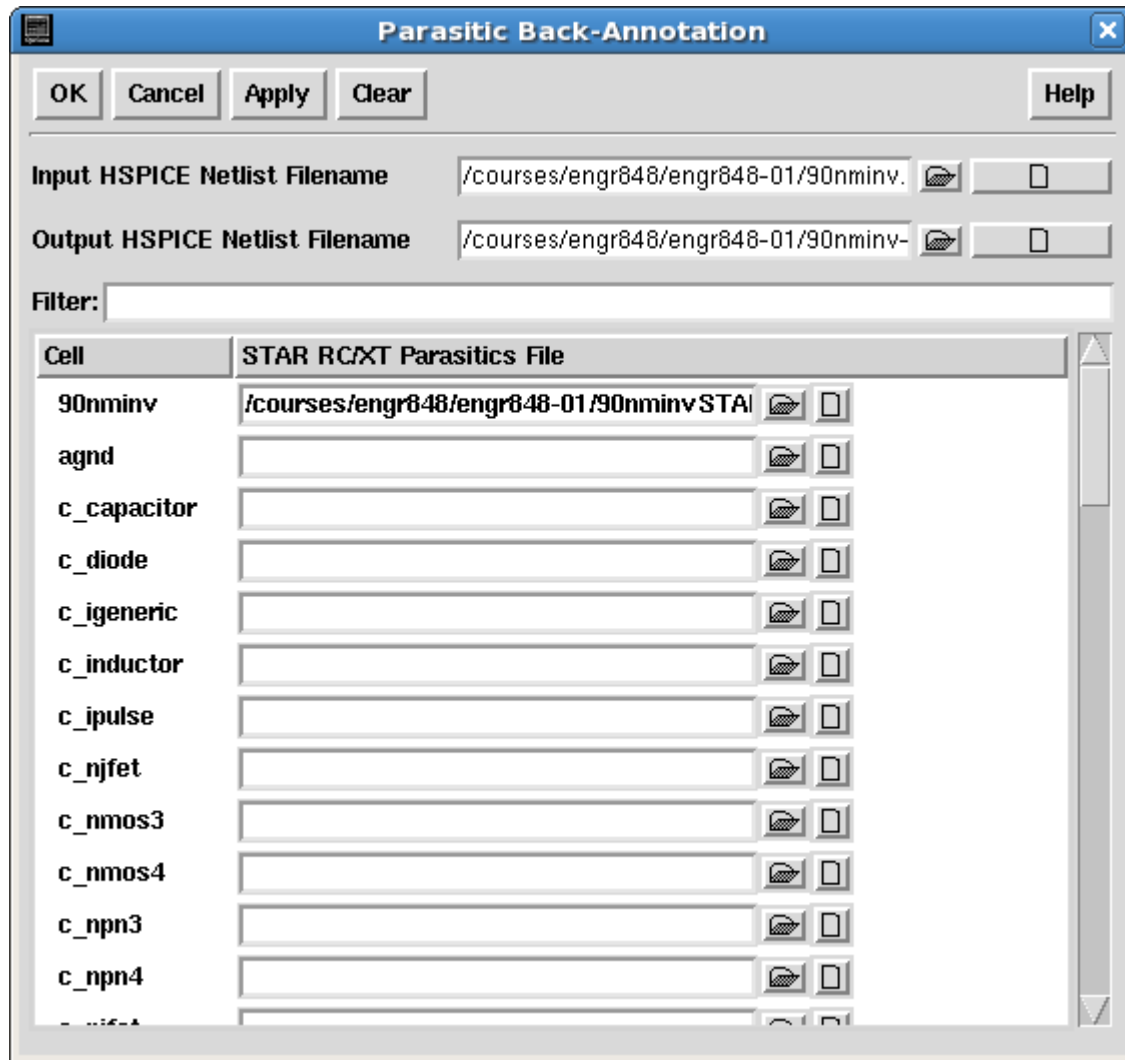 Parasitic Back-Annotation
OK Cancel Apply Clear Help
Input HSPICE Netlist Filename /courses/engr848/engr848-01/90nminv.
Output HSPICE Netlist Filename /courses/engr848/engr848-01/90nminv-
Filter:
Cell STAR RC/XT Parasitics File
90nminv /courses/engr848/engr848-01/90nminvSTA
agnd
c_capacitor
c_diode
c_igeneric
c_inductor
c_ipulse
c_njfet
c_nmos3
c_nmos4
c_npn3
c_npn4